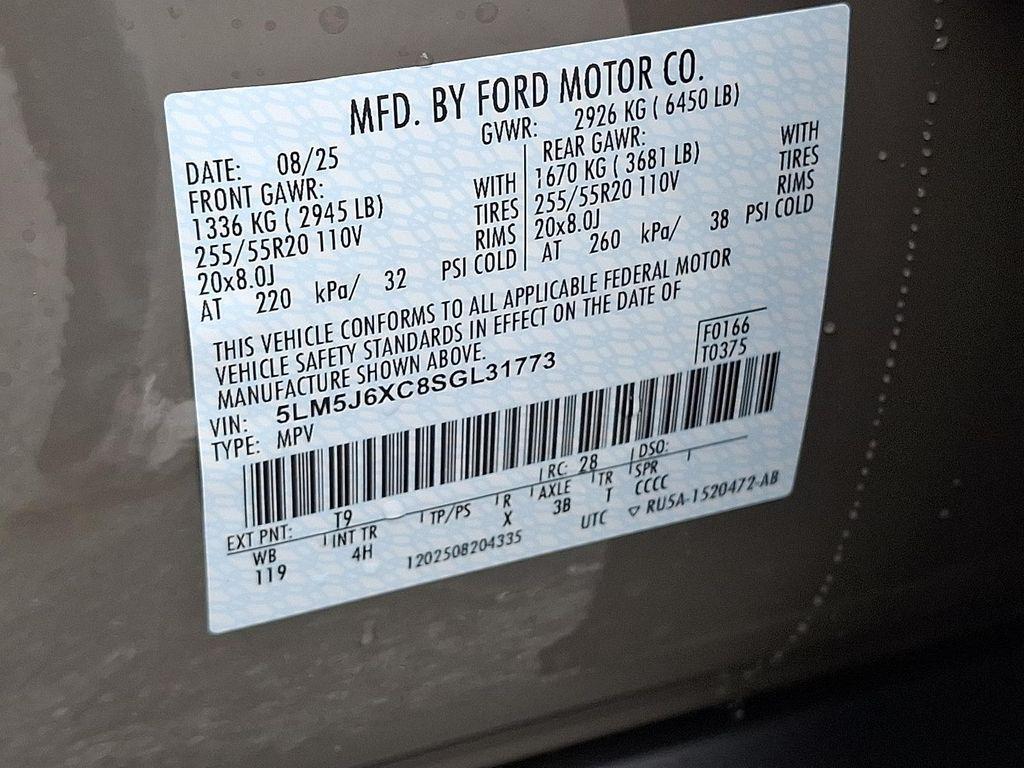 MFD. BY FORD MOTOR CO.
DATE: 08/25
GVWR: 2926 KG ( 6450 LB)
FRONT GAWR:
1336 KG ( 2945 LB) WITH
255/55R20 110V TIRES
20x8.0J RIMS
AT 220 kPa/ 32 PSI COLD
REAR GAWR:
1670 KG ( 3681 LB) WITH
255/55R20 110V TIRES
20x8.0J RIMS
AT 260 kPa/ 38 PSI COLD
THIS VEHICLE CONFORMS TO ALL APPLICABLE FEDERAL MOTOR
VEHICLE SAFETY STANDARDS IN EFFECT ON THE DATE OF
MANUFACTURE SHOWN ABOVE.
F0166
T0375
VIN: 5LM5J6XC8SGL31773
TYPE: MPV
EXT PNT: T9 RC: 28 DSO:
WB INT TR TP/PS R AXLE TR SPR
119 4H X 3B T CCCC
1202508204335 UTC ▽ RU5A-1520472-AB